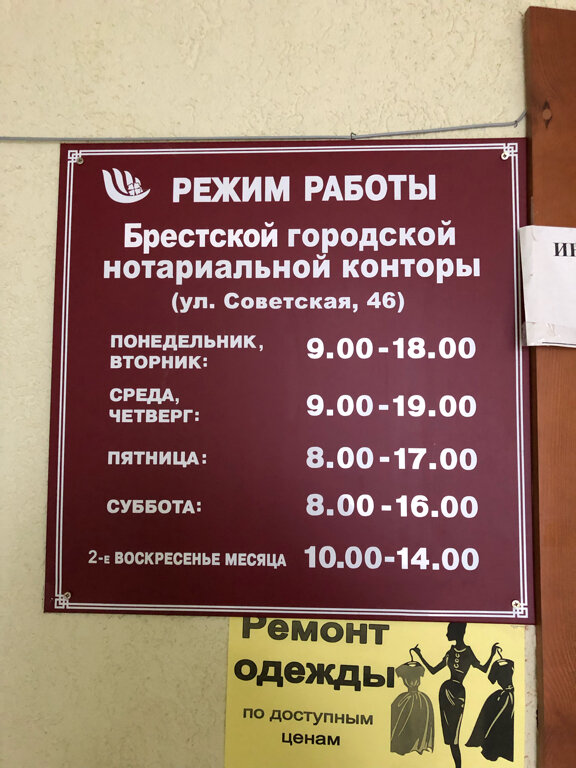 РЕЖИМ РАБОТЫ
Брестской городской
нотариальной конторы
(ул. Советская, 46)
ПОНЕДЕЛЬНИК,
ВТОРНИК: 9.00-18.00
СРЕДА,
ЧЕТВЕРГ: 9.00-19.00
ПЯТНИЦА: 8.00-17.00
СУББОТА: 8.00-16.00
2-е ВОСКРЕСЕНЬЕ МЕСЯЦА 10.00-14.00
Ремонт
одежды
по доступным
ценам